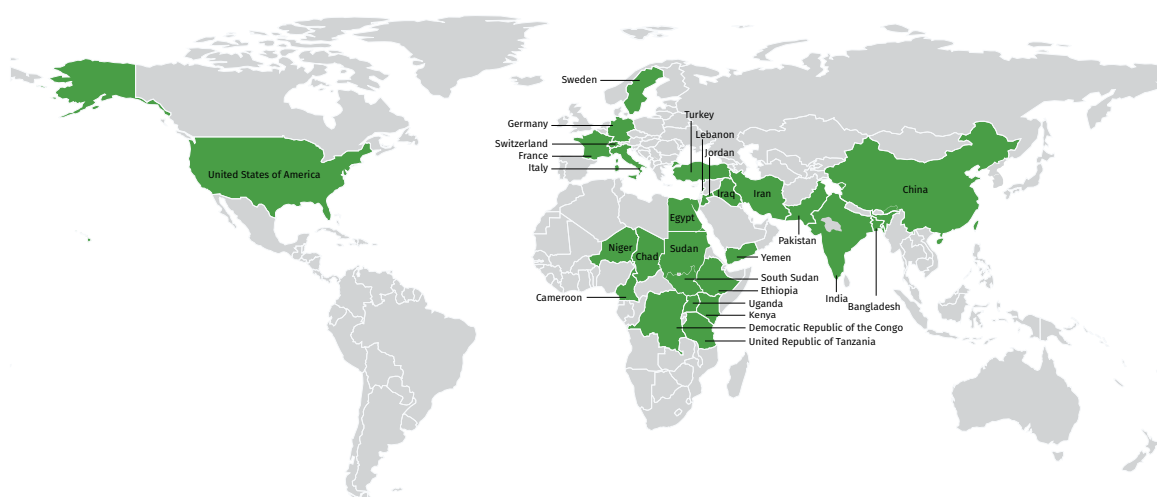 Sweden
Germany
Turkey
Lebanon
Switzerland
Jordan
France
Italy
United States of America
China
Iraq
Iran
Egypt
Pakistan
Niger
Sudan
Chad
Yemen
South Sudan
Ethiopia
Cameroon
India
Uganda
Bangladesh
Kenya
Democratic Republic of the Congo
United Republic of Tanzania